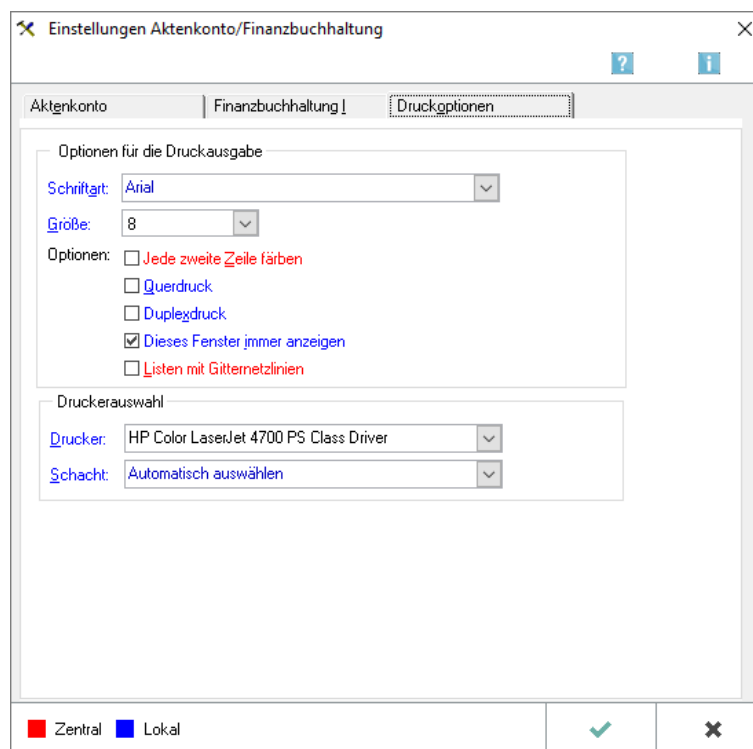 Einstellungen Aktenkonto/Finanzbuchhaltung
?
i
Aktenkonto Finanzbuchhaltung I Druckoptionen
Optionen für die Druckausgabe
Schriftart: Arial
Größe: 8
Optionen: Jede zweite Zeile färben
Querdruck
Duplexdruck
Dieses Fenster immer anzeigen
Listen mit Gitternetzlinien
Druckerauswahl
Drucker: HP Color LaserJet 4700 PS Class Driver
Schacht: Automatisch auswählen
Zentral Lokal